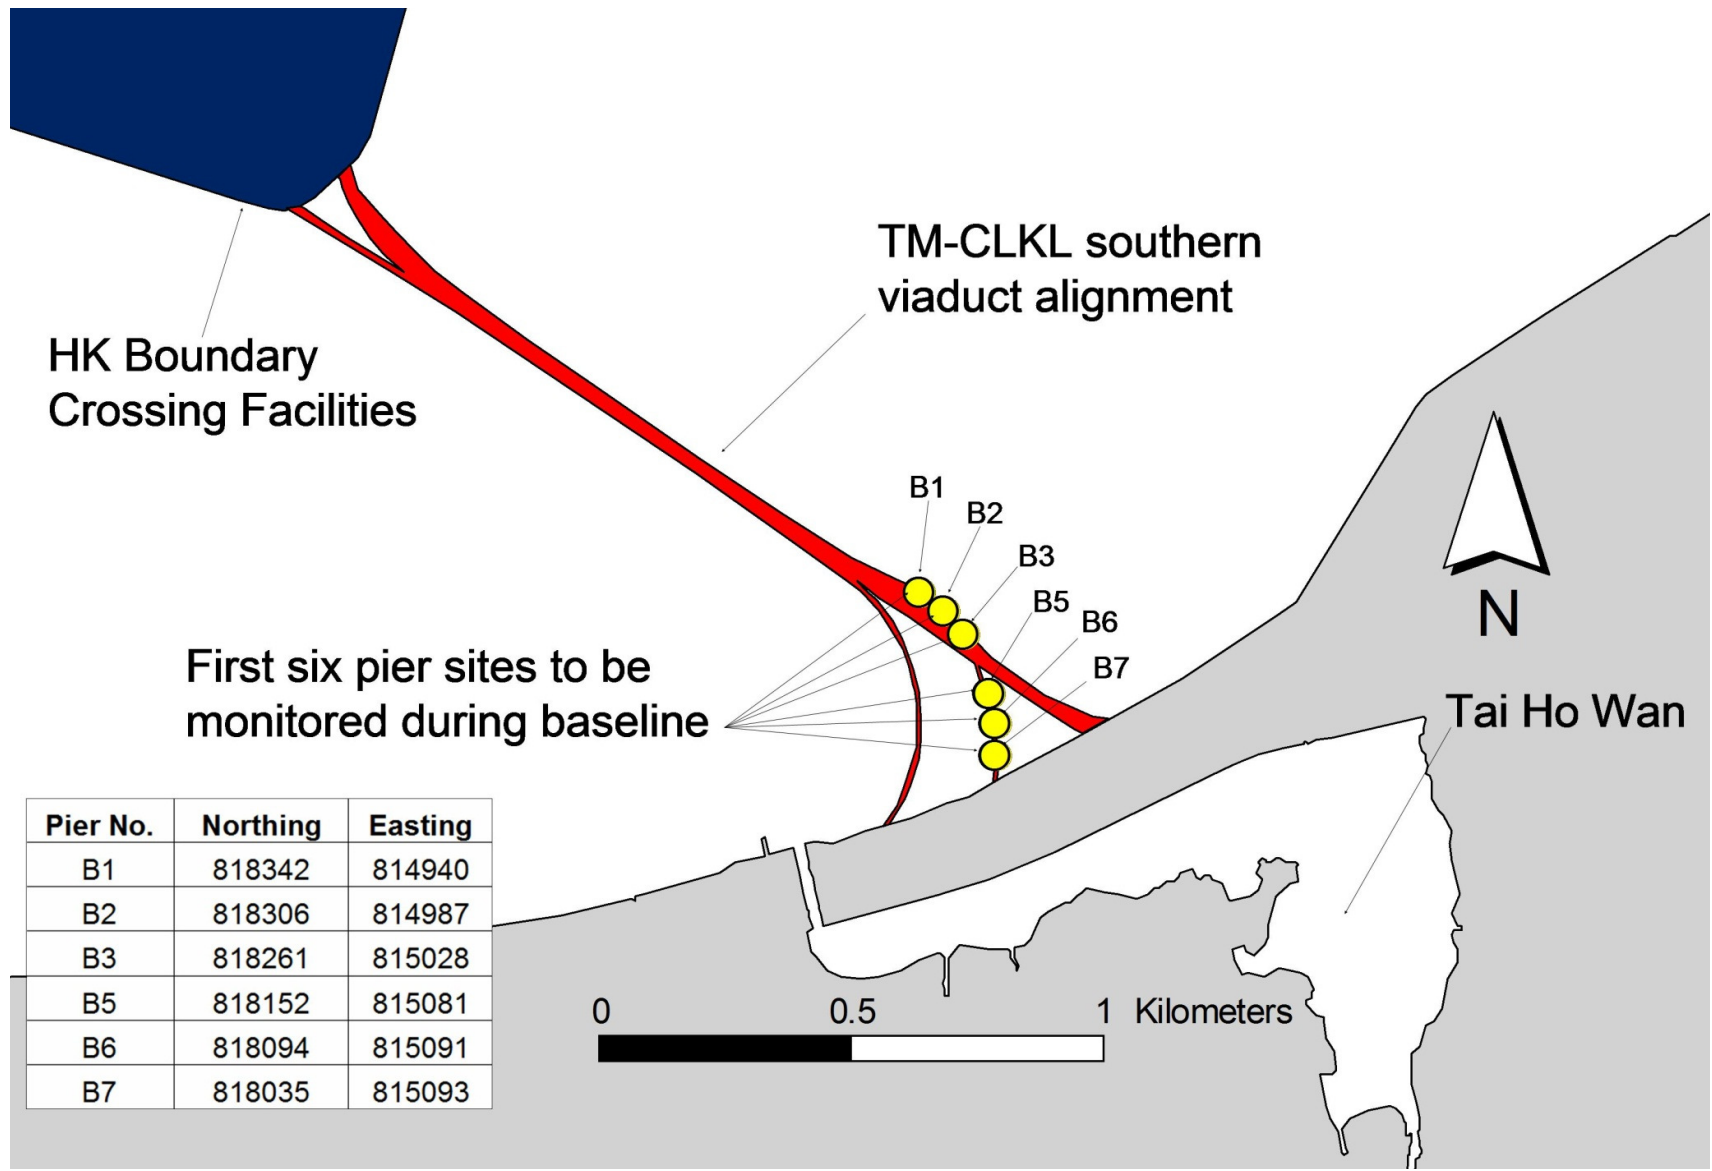 TM-CLKL southern
viaduct alignment
HK Boundary
Crossing Facilities
B1
B2
B3
B5
B6
B7
First six pier sites to be
monitored during baseline
Tai Ho Wan
N
Pier No. Northing Easting
B1 818342 814940
B2 818306 814987
B3 818261 815028
B5 818152 815081
B6 818094 815091
B7 818035 815093
0 0.5 1 Kilometers